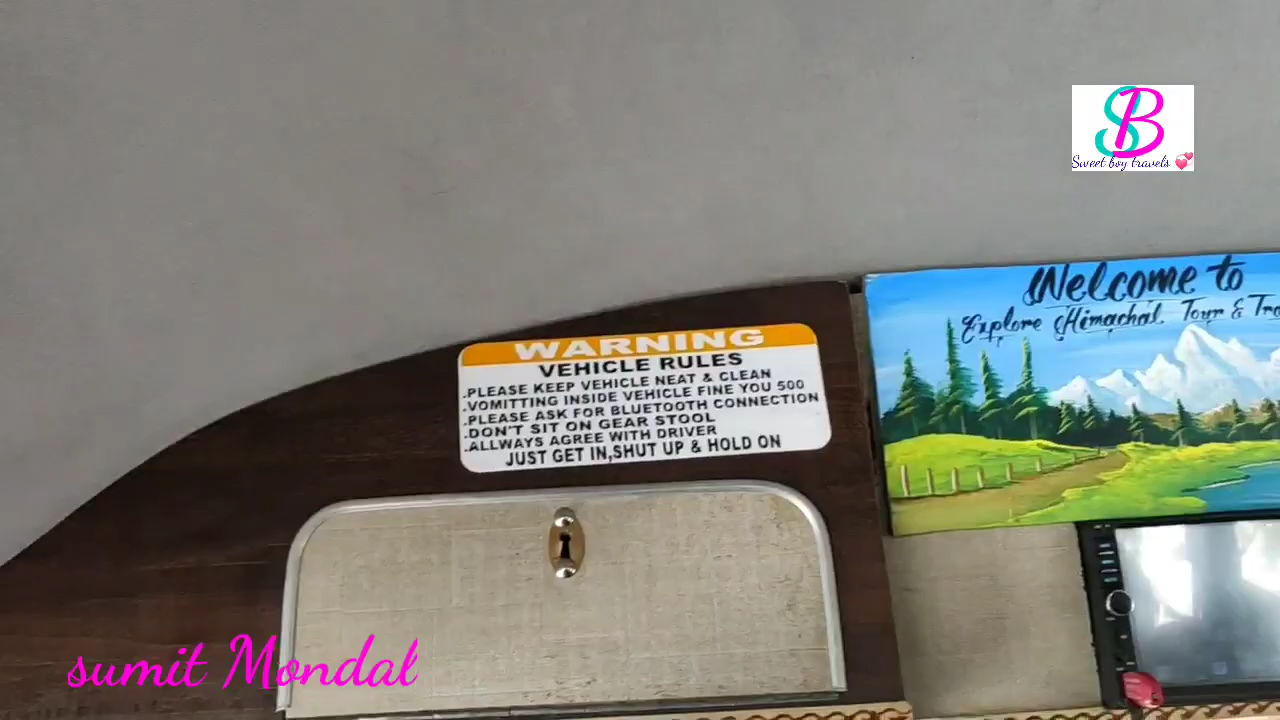 SB
Sweet boy travels
Welcome to
Explore Himachal Tour & Tra
WARNING
VEHICLE RULES
.PLEASE KEEP VEHICLE NEAT & CLEAN
.VOMITTING INSIDE VEHICLE FINE YOU 500
.PLEASE ASK FOR BLUETOOTH CONNECTION
.DON'T SIT ON GEAR STOOL
.ALLWAYS AGREE WITH DRIVER
JUST GET IN,SHUT UP & HOLD ON
sumit Mondal